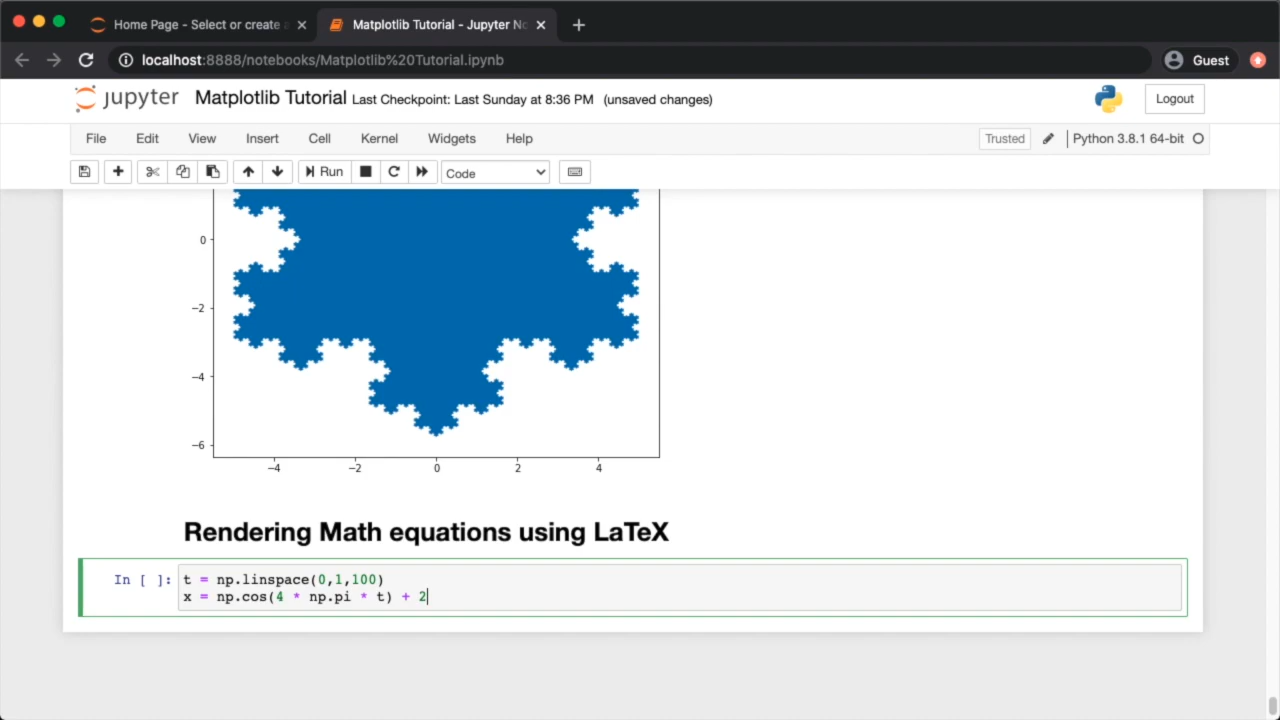 Home Page - Select or create a
Matplotlib Tutorial - Jupyter No
localhost:8888/notebooks/Matplotlib%20Tutorial.ipynb
Guest
jupyter
Matplotlib Tutorial Last Checkpoint: Last Sunday at 8:36 PM (unsaved changes)
Logout
File Edit View Insert Cell Kernel Widgets Help
Trusted
Python 3.8.1 64-bit
Run
Code
0
−2
−4
−6
−4 −2 0 2 4
Rendering Math equations using LaTeX
In [ ]: t = np.linspace(0,1,100)
x = np.cos(4 * np.pi * t) + 2